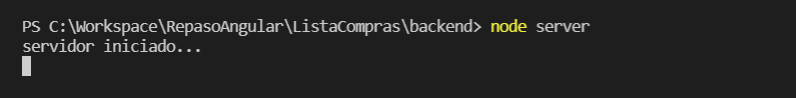 PS C:\Workspace\RepasoAngular\ListaCompras\backend> node server
servidor iniciado...